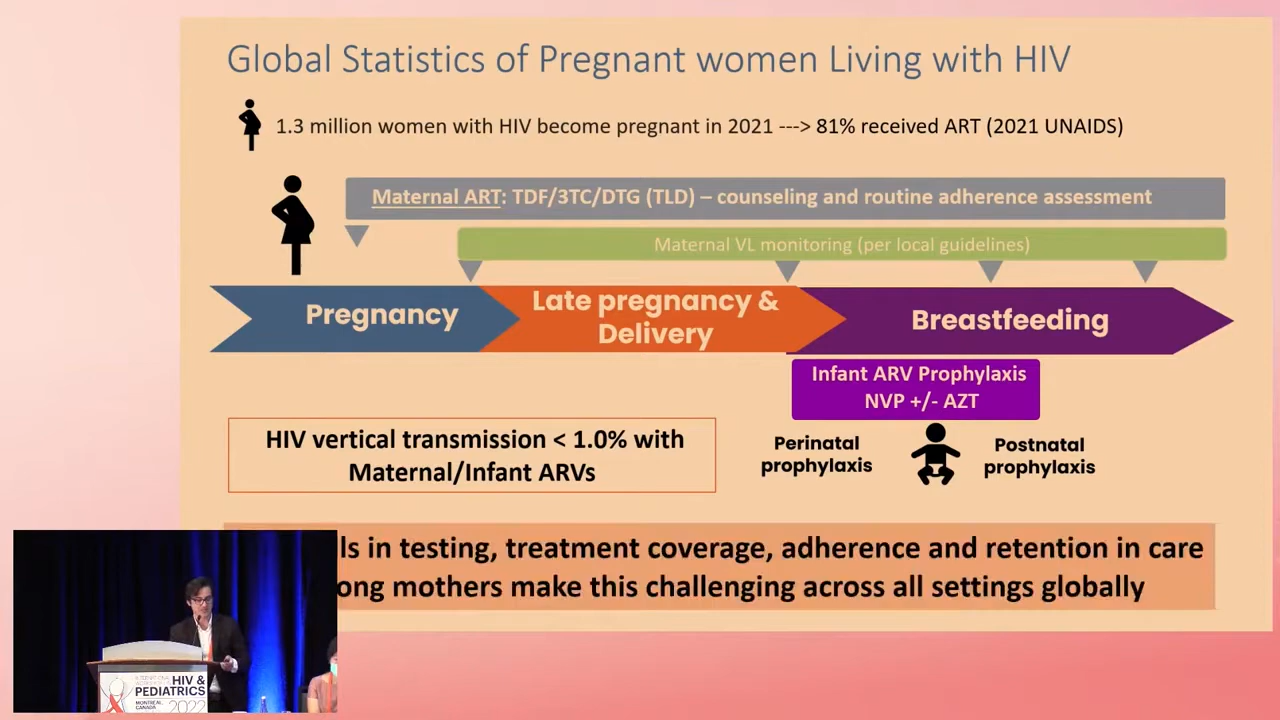 Global Statistics of Pregnant women Living with HIV
1.3 million women with HIV become pregnant in 2021 ---> 81% received ART (2021 UNAIDS)
Maternal ART: TDF/3TC/DTG (TLD) – counseling and routine adherence assessment
Maternal VL monitoring (per local guidelines)
Pregnancy
Late pregnancy &
Delivery
Breastfeeding
Infant ARV Prophylaxis
NVP +/- AZT
HIV vertical transmission < 1.0% with
Maternal/Infant ARVs
Perinatal
prophylaxis
Postnatal
prophylaxis
ls in testing, treatment coverage, adherence and retention in care
ong mothers make this challenging across all settings globally
HIV &
PEDIATRICS
MONTREAL,
CANADA
2022